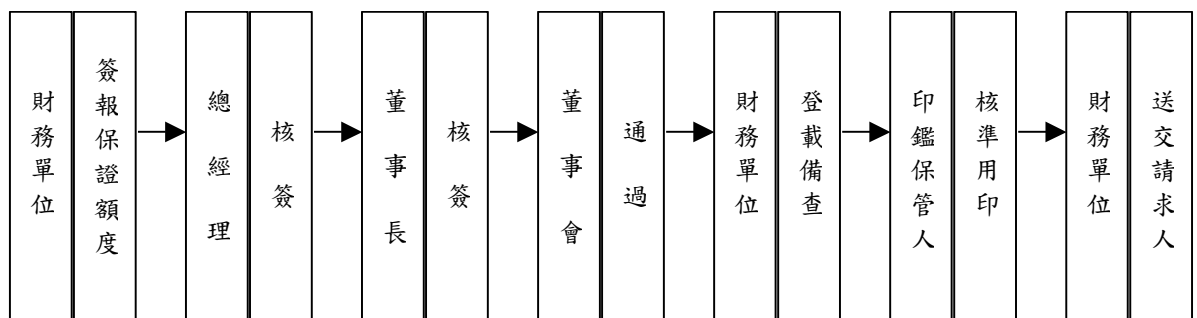 財務單位
簽報保證額度
總經理
核簽
董事長
核簽
董事會
通過
財務單位
登載備查
印鑑保管人
核準用印
財務單位
送交請求人